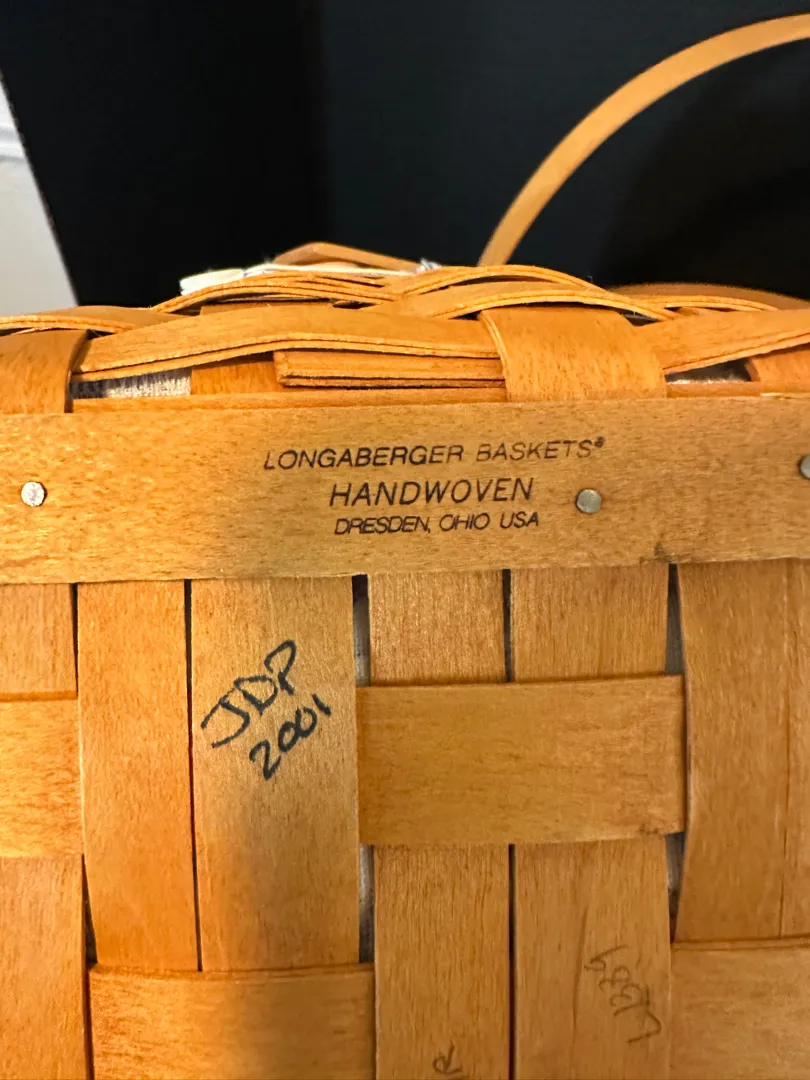 LONGABERGER BASKETS®
HANDWOVEN
DRESDEN, OHIO USA
JDP
2001